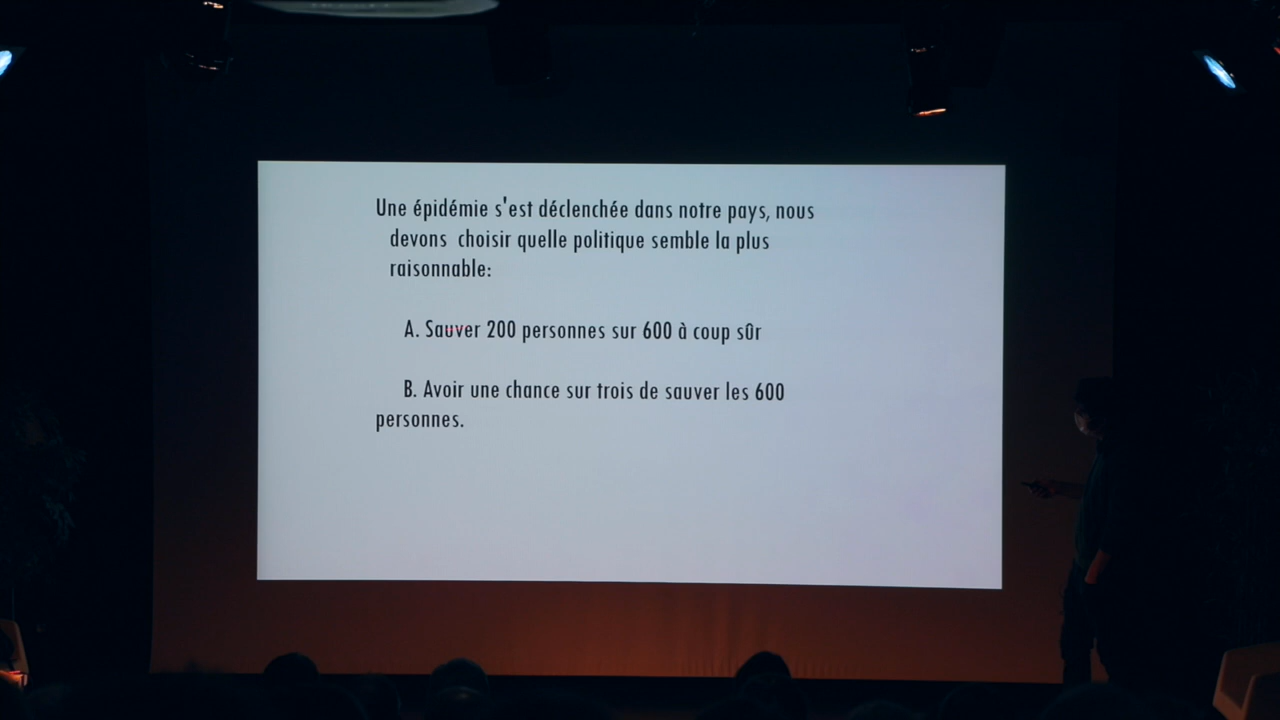 Une épidémie s'est déclenchée dans notre pays, nous
devons choisir quelle politique semble la plus
raisonnable:
A. Sauver 200 personnes sur 600 à coup sûr
B. Avoir une chance sur trois de sauver les 600
personnes.